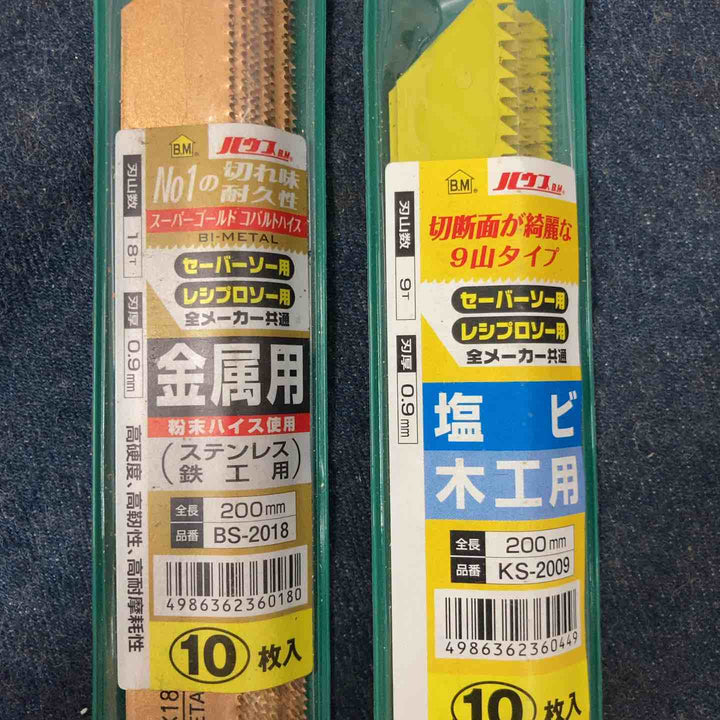 B.M
ハウスB.M®
No1の
切れ味
耐久性
スーパーゴールド コバルトハイス
BI-METAL
刃山数
18T
刃厚
0.9mm
セーバーソー用
レシプロソー用
全メーカー共通
金属用
粉末ハイス使用
(ステンレス
鉄工用)
高硬度、高韌性、高耐摩耗性
全長
200mm
品番
BS-2018
4986362360180
10枚入
B.M
ハウスB.M®
切断面が綺麗な
9山タイプ
刃山数
9T
刃厚
0.9mm
セーバーソー用
レシプロソー用
全メーカー共通
塩ビ
木工用
全長
200mm
品番
KS-2009
4986362360449
10枚入